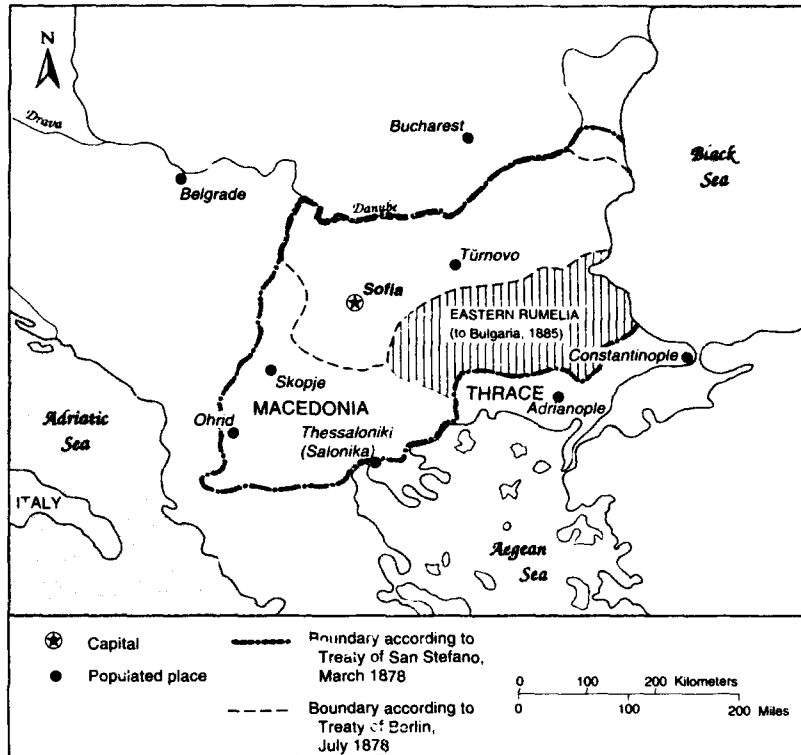 N
Drava
Bucharest
Black
Sea
Belgrade
Danube
Tŭrnovo
Sofia
EASTERN RUMELIA
(to Bulgaria, 1885)
Constantinople
Skopje
THRACE
MACEDONIA
Adrianople
Adriatic
Sea
Ohrid
Thessaloniki
(Salonika)
ITALY
Aegean
Sea
Capital
Populated place
Boundary according to
Treaty of San Stefano,
March 1878
Boundary according to
Treaty of Berlin,
July 1878
0 100 200 Kilometers
0 100 200 Miles